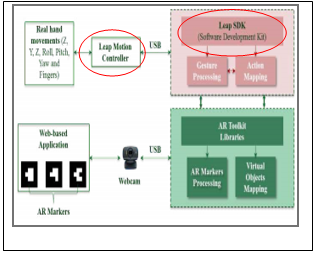 Real hand
movements (Z,
Y, Z, Roll, Pitch,
Yaw and
Fingers)
Leap Motion
Controller
USB
Leap SDK
(Software Development Kit)
Gesture
Processing
Action
Mapping
Web-based
Application
AR Markers
Webcam
USB
AR Toolkit
Libraries
AR Markers
Processing
Virtual
Objects
Mapping